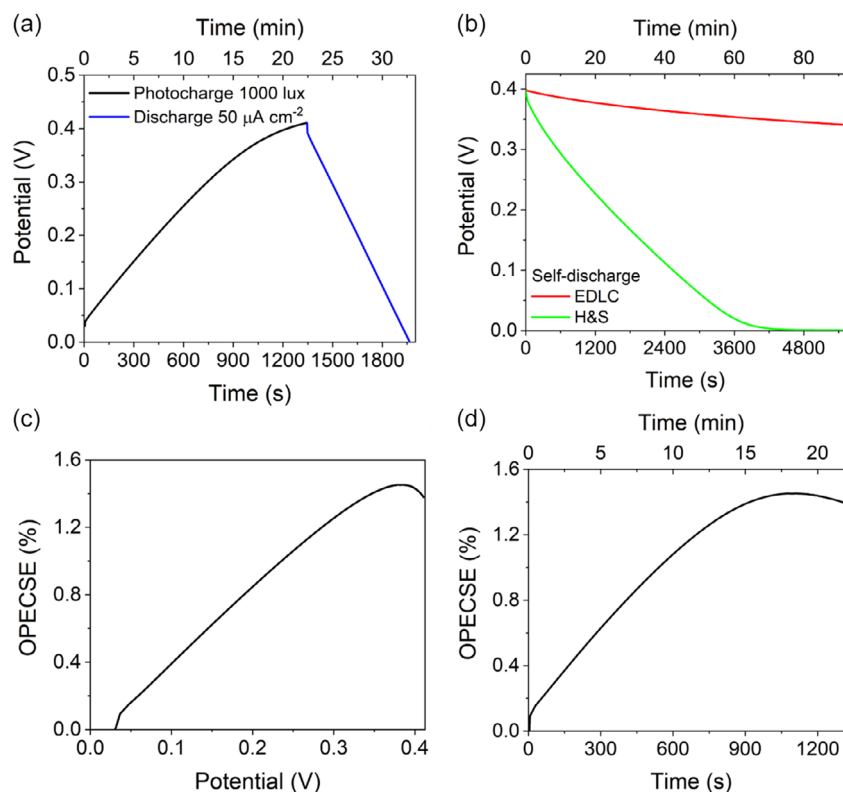 (a)
Time (min)
0 10 20 30
0.5
0.4
0.3
0.2
0.1
0.0
Potential (V)
Photocharge 1000 lux
Discharge 50 μA cm-2
0 300 600 900 1200 1500 1800
Time (s)
(b)
Time (min)
0 20 40 60 80
0.4
0.3
0.2
0.1
0.0
Potential (V)
Self-discharge
EDLC
H&S
1200 2400 3600 4800
Time (s)
(c)
1.6
1.2
0.8
0.4
0.0
OPECSE (%)
0.0 0.1 0.2 0.3 0.4
Potential (V)
(d)
Time (min)
0 5 10 15 20
1.6
1.2
0.8
0.4
0.0
OPECSE (%)
0 300 600 900 1200
Time (s)